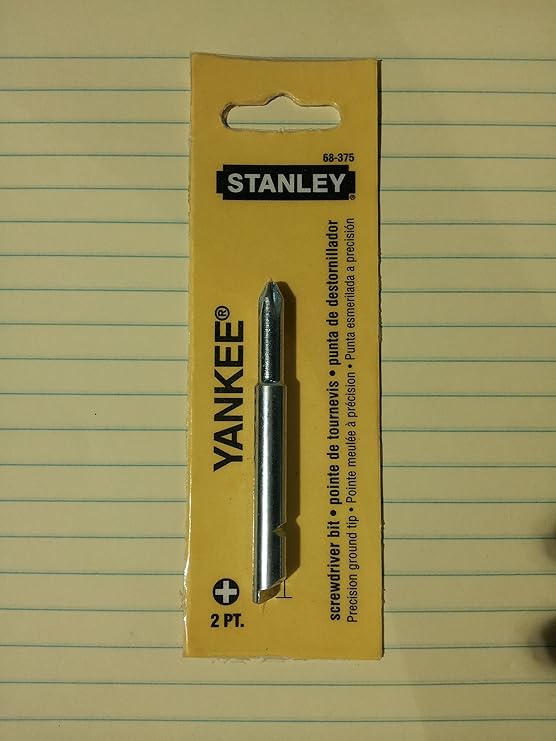 68-375
STANLEY®
YANKEE®
screwdriver bit • pointe de tournevis • punta de destornillador
Precision ground tip • Pointe meulée à précision • Punta esmerilada a precisión
2 PT.